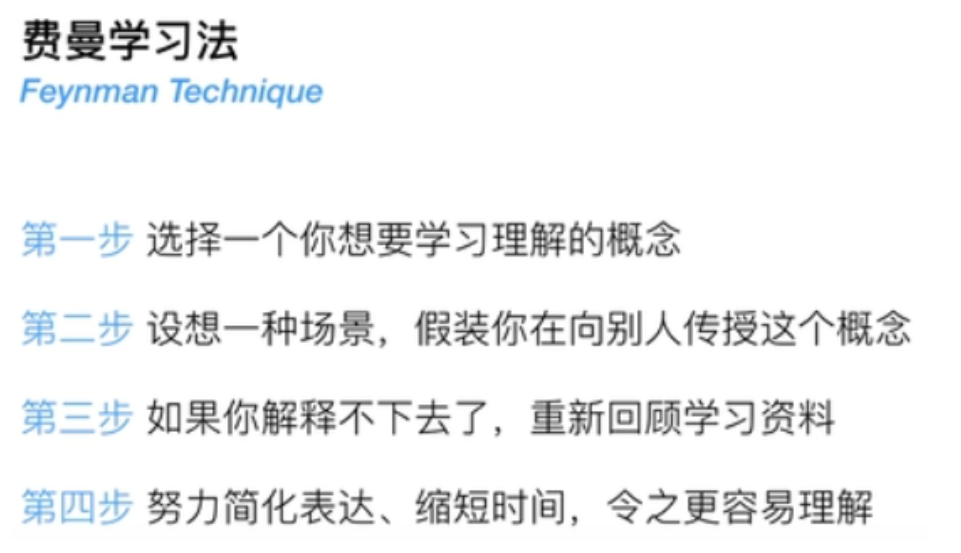 费曼学习法
Feynman Technique
第一步 选择一个你想要学习理解的概念
第二步 设想一种场景，假装你在向别人传授这个概念
第三步 如果你解释不下去了，重新回顾学习资料
第四步 努力简化表达、缩短时间，令之更容易理解